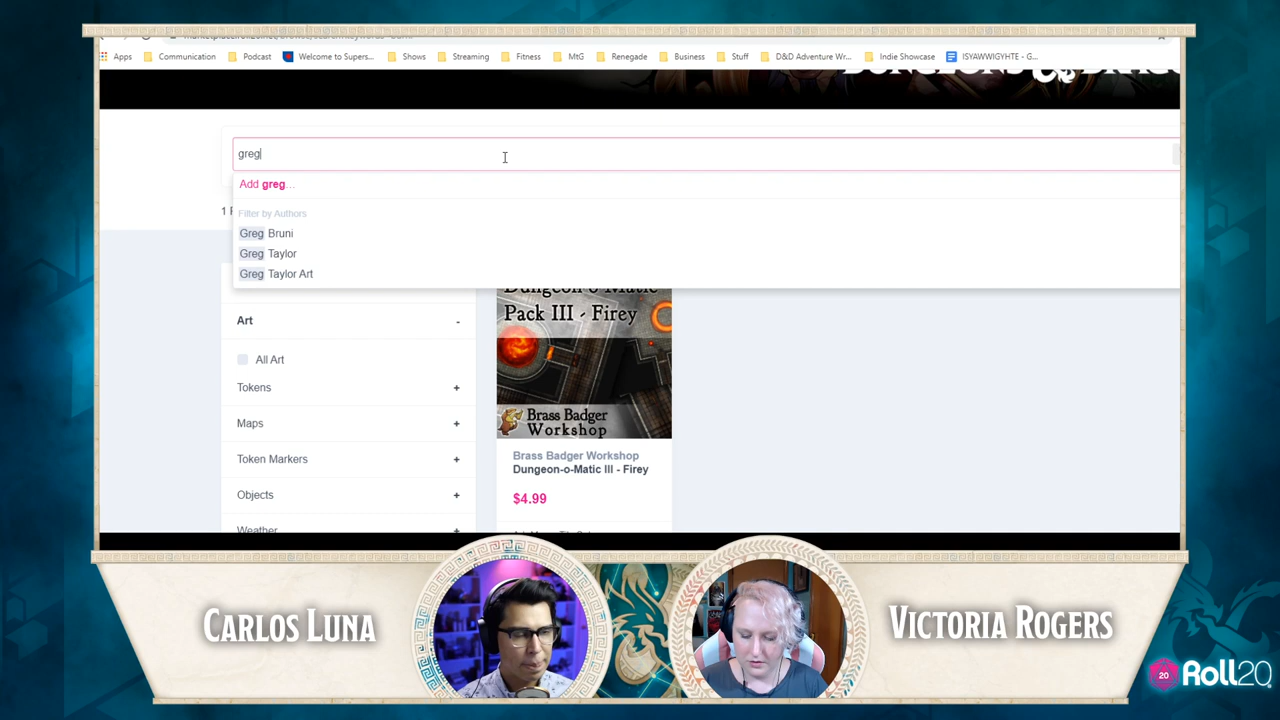 Apps Communication Podcast Welcome to Supers... Shows Streaming Fitness MtG Renegade Business Stuff D&D Adventure Wr... Indie Showcase ISYAWWIGYHTE - G...
greg
Add greg...
1
Filter by Authors
Greg Bruni
Greg Taylor
Greg Taylor Art
Dungeon-o-Matic
Pack III - Firey
Art -
All Art
Tokens +
Maps +
Token Markers +
Objects +
Weather +
Brass Badger
Workshop
Brass Badger Workshop
Dungeon-o-Matic III - Firey
$4.99
CARLOS LUNA
VICTORIA ROGERS
20
Roll20